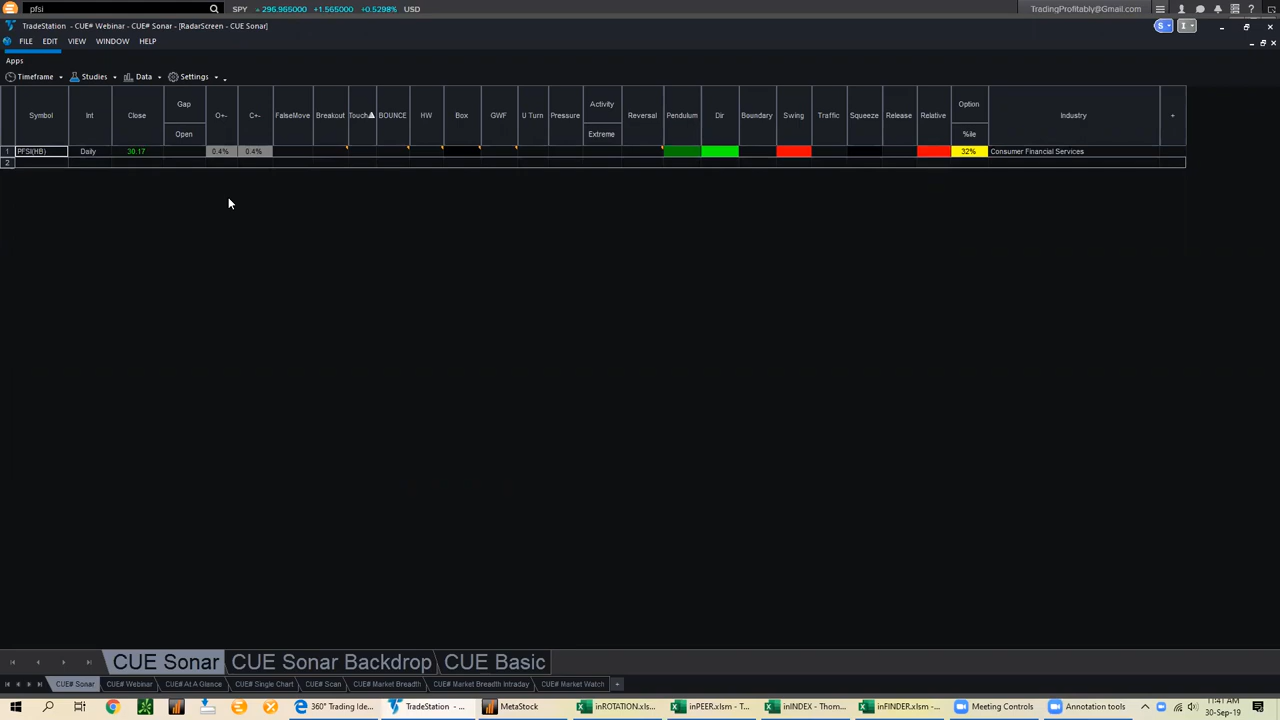 pfsi SPY 296.965000 +1.565000 +0.5298% USD TradingProfitably@Gmail.com
TradeStation - CUE# Webinar - CUE# Sonar - [RadarScreen - CUE Sonar] S I
FILE EDIT VIEW WINDOW HELP
Apps
Timeframe Studies Data Settings
Symbol Int Close Gap Open O+- C+- FalseMove Breakout Touch BOUNCE HW Box GWF U Turn Pressure Activity Extreme Reversal Pendulum Dir Boundary Swing Traffic Squeeze Release Relative Option %ile Industry +
1 PFSI(HB) Daily 30.17 0.4% 0.4% 32% Consumer Financial Services
2
CUE Sonar CUE Sonar Backdrop CUE Basic
CUE# Sonar CUE# Webinar CUE At A Glance CUE# Single Chart CUE# Scan CUE# Market Breadth CUE# Market Breadth Intraday CUE# Market Watch +
360° Trading Ide... TradeStation - ... MetaStock inROTATION.xls... inPEER.xlsm - T... inINDEX - Thom... inFINDER.xlsm -... Meeting Controls Annotation tools 11:41 AM
30-Sep-19